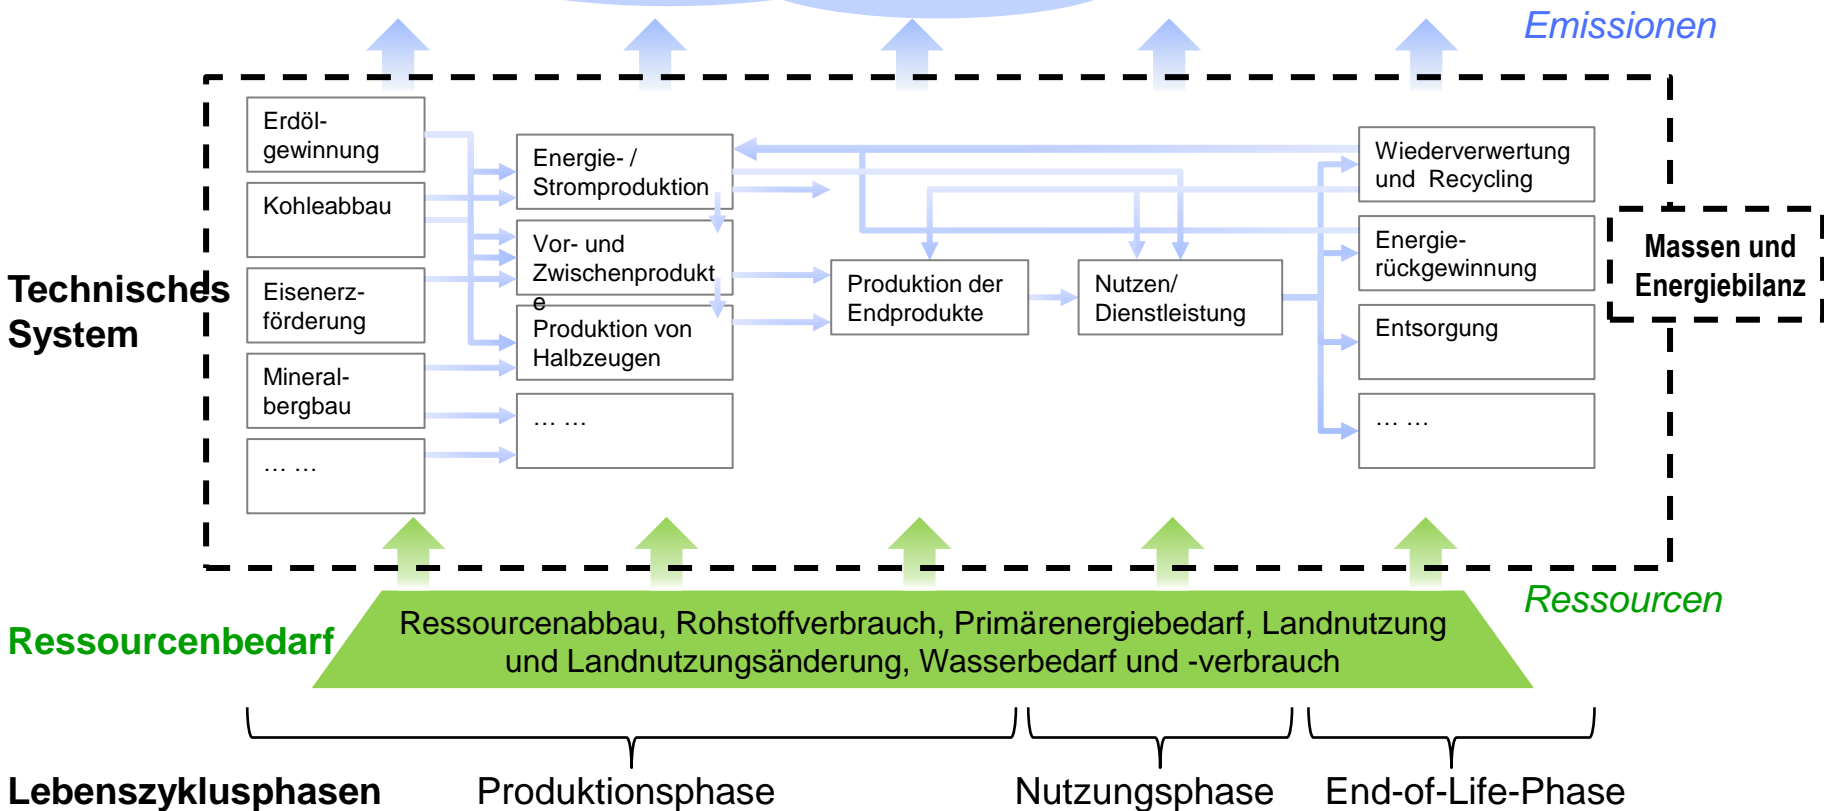 Emissionen
Erdöl-
gewinnung
Kohleabbau
Eisenerz-
förderung
Mineral-
bergbau
… …
Energie- /
Stromproduktion
Vor- und
Zwischenprodukt
e
Produktion von
Halbzeugen
… …
Produktion der
Endprodukte
Nutzen/
Dienstleistung
Wiederverwertung
und Recycling
Energie-
rückgewinnung
Entsorgung
… …
Massen und
Energiebilanz
Technisches
System
Ressourcen
Ressourcenbedarf
Ressourcenabbau, Rohstoffverbrauch, Primärenergiebedarf, Landnutzung
und Landnutzungsänderung, Wasserbedarf und -verbrauch
Lebenszyklusphasen
Produktionsphase
Nutzungsphase
End-of-Life-Phase